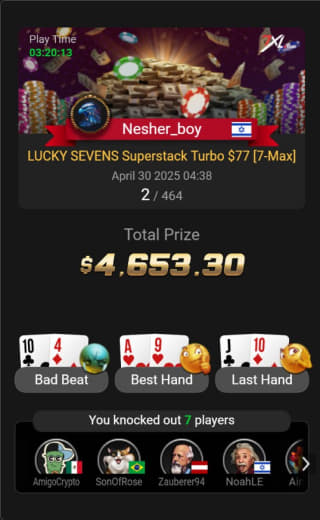 Play Time
03:20:13
XL
Nesher_boy
LUCKY SEVENS Superstack Turbo $77 [7-Max]
April 30 2025 04:38
2 / 464
Total Prize
$4,653.30
10 4 A 9 J 10
Bad Beat Best Hand Last Hand
You knocked out 7 players
AmigoCrypto SonOfRose Zauberer94 NoahLE Air